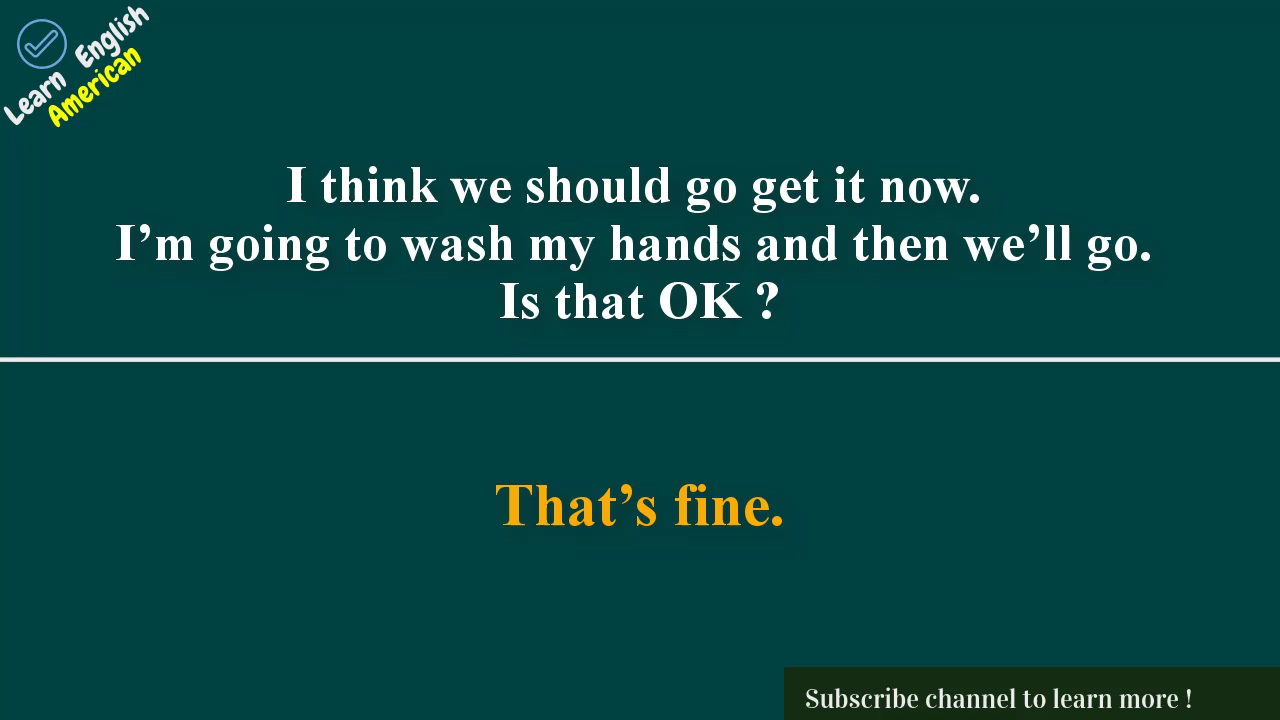 Learn English
American
I think we should go get it now.
I’m going to wash my hands and then we’ll go.
Is that OK ?
That’s fine.
Subscribe channel to learn more !